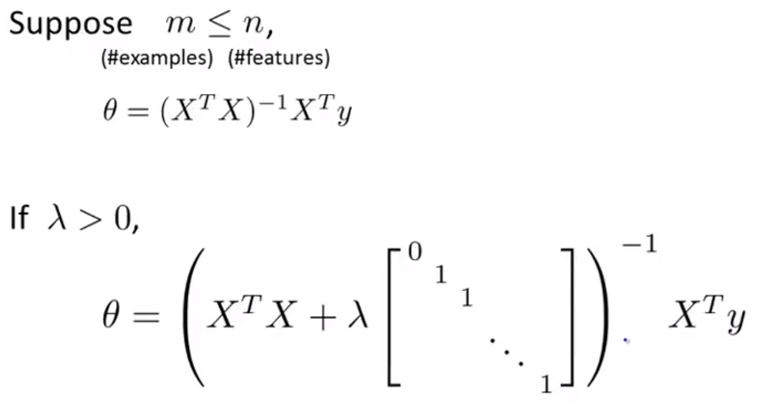 Suppose m ≤ n,
(#examples) (#features)
θ = (XᵀX)⁻¹Xᵀy
If λ > 0,
θ = (XᵀX + λ [0 1 1 ⋱ 1])⁻¹ Xᵀy